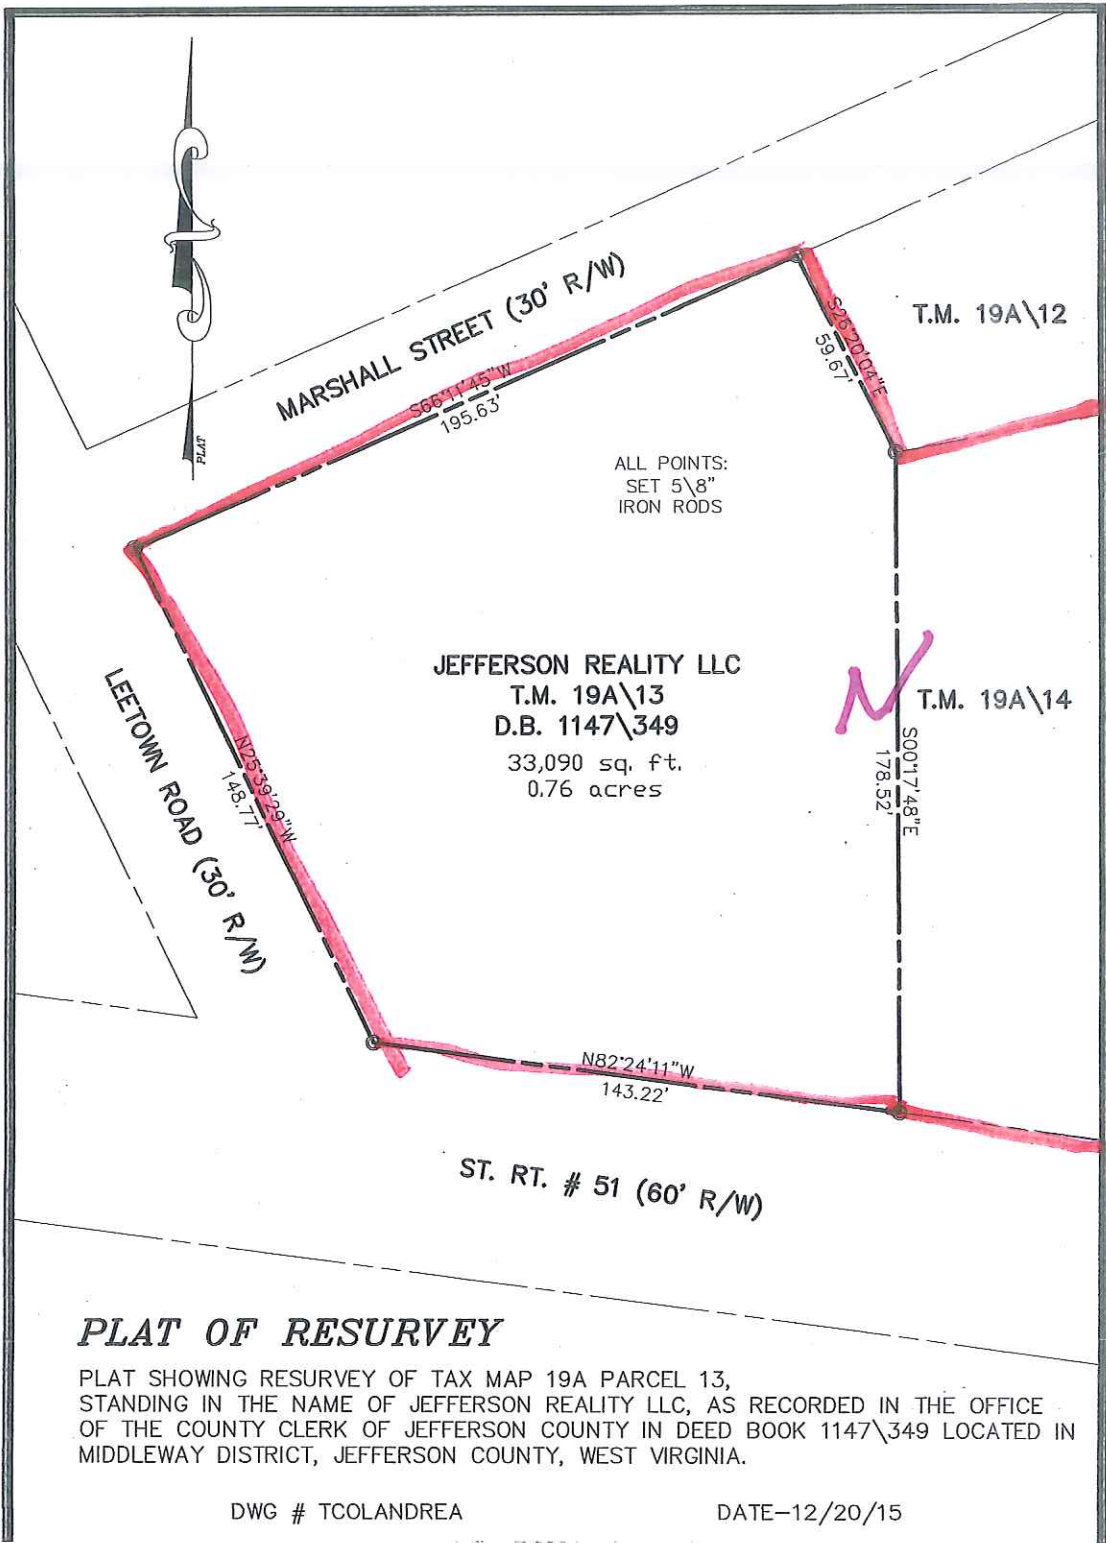 MARSHALL STREET (30' R/W)
S66°11'45"W
195.63'
S26°20'04"E
59.67'
T.M. 19A\12
PLAT
ALL POINTS:
SET 5\8"
IRON RODS
JEFFERSON REALITY LLC
T.M. 19A\13
D.B. 1147\349
33,090 sq. ft.
0.76 acres
N
T.M. 19A\14
S00°17'48"E
178.52'
LEETOWN ROAD (30' R/W)
N25°39'29"W
148.77'
N82°24'11"W
143.22'
ST. RT. # 51 (60' R/W)
PLAT OF RESURVEY
PLAT SHOWING RESURVEY OF TAX MAP 19A PARCEL 13,
STANDING IN THE NAME OF JEFFERSON REALITY LLC, AS RECORDED IN THE OFFICE
OF THE COUNTY CLERK OF JEFFERSON COUNTY IN DEED BOOK 1147\349 LOCATED IN
MIDDLEWAY DISTRICT, JEFFERSON COUNTY, WEST VIRGINIA.
DWG # TCOLANDREA
DATE-12/20/15